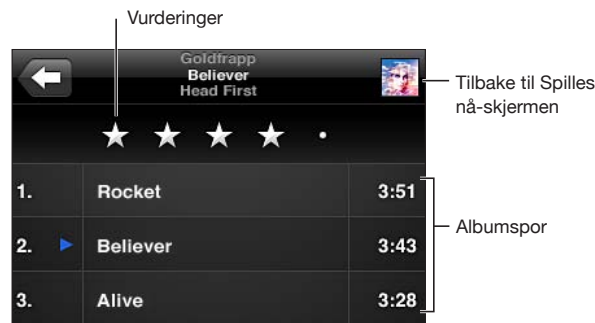 Vurderinger
Goldfrapp
Believer
Head First
Tilbake til Spilles
nå-skjermen
1. Rocket 3:51
2. Believer 3:43
3. Alive 3:28
Albumspor